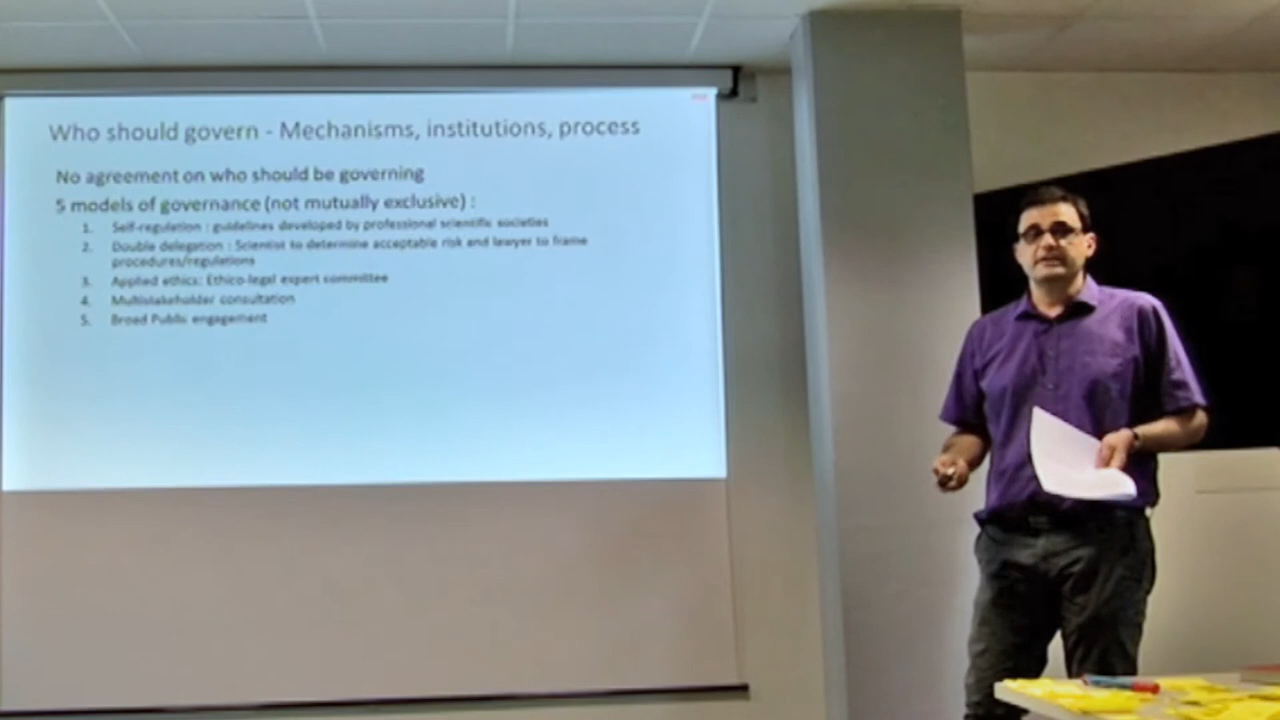 Who should govern - Mechanisms, institutions, process
No agreement on who should be governing
5 models of governance (not mutually exclusive) :
1. Self-regulation : guidelines developed by professional scientific societies
2. Double delegation : Scientist to determine acceptable risk and lawyer to frame
procedures/regulations
3. Applied ethics: Ethico-legal expert committee
4. Multistakeholder consultation
5. Broad Public engagement